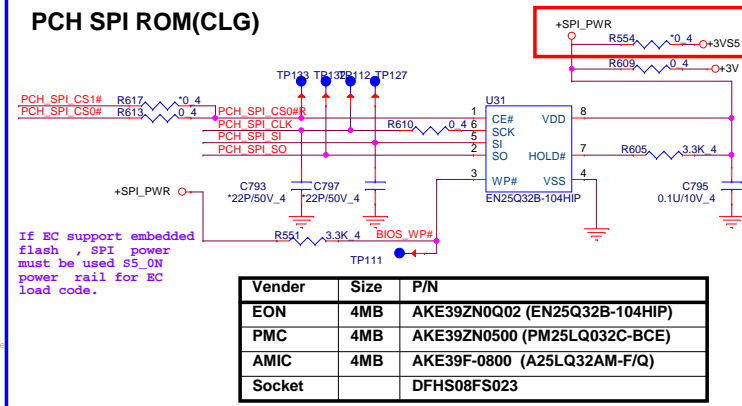 PCH SPI ROM(CLG)
+SPI_PWR
R554 *0_4 +3VS5
R609 0_4 +3V
TP133 TP132 TP112 TP127
PCH_SPI_CS1# R617 *0_4
PCH_SPI_CS0# R613 0_4
PCH_SPI_CS0#R
PCH_SPI_CLK R610 0_4
PCH_SPI_SI
PCH_SPI_SO
U31
1 CE# VDD 8
6 SCK
5 SI
2 SO HOLD# 7 R605 3.3K_4
3 WP# VSS 4
EN25Q32B-104HIP
C793 *22P/50V_4
C797 *22P/50V_4
C795
0.1U/10V_4
+SPI_PWR
R551 3.3K_4 BIOS_WP#
TP111
If EC support embedded
flash , SPI power
must be used S5_0N
power rail for EC
load code.
Vender Size P/N
EON 4MB AKE39ZN0Q02 (EN25Q32B-104HIP)
PMC 4MB AKE39ZN0500 (PM25LQ032C-BCE)
AMIC 4MB AKE39F-0800 (A25LQ32AM-F/Q)
Socket DFHS08FS023